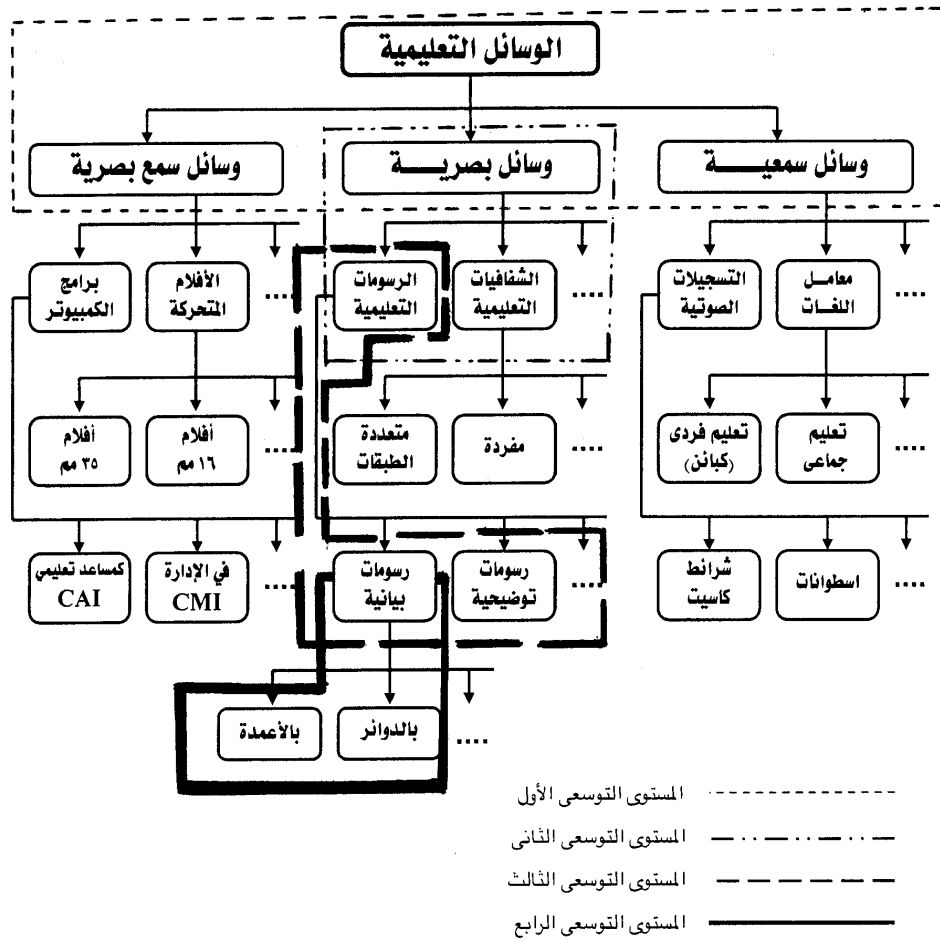 الوسائل التعليمية
وسائل سمعية
وسائل بصرية
وسائل سمع بصرية
معامل
اللغات
....
التسجيلات
الصوتية
الشفافيات
التعليمية
....
الرسومات
التعليمية
الأفلام
المتحركة
....
برامج
الكمبيوتر
تعليم
جماعى
....
تعليم فردى
(كبائن)
مفردة
....
متعددة
الطبقات
أفلام
١٦ مم
....
أفلام
٣٥ مم
اسطوانات
....
شرائط
كاسيت
رسومات
توضيحية
....
رسومات
بيانية
في الإدارة
CMI
....
كمساعد تعليمي
CAI
بالدوائر
....
بالأعمدة
المستوى التوسعى الأول
المستوى التوسعى الثانى
المستوى التوسعى الثالث
المستوى التوسعى الرابع